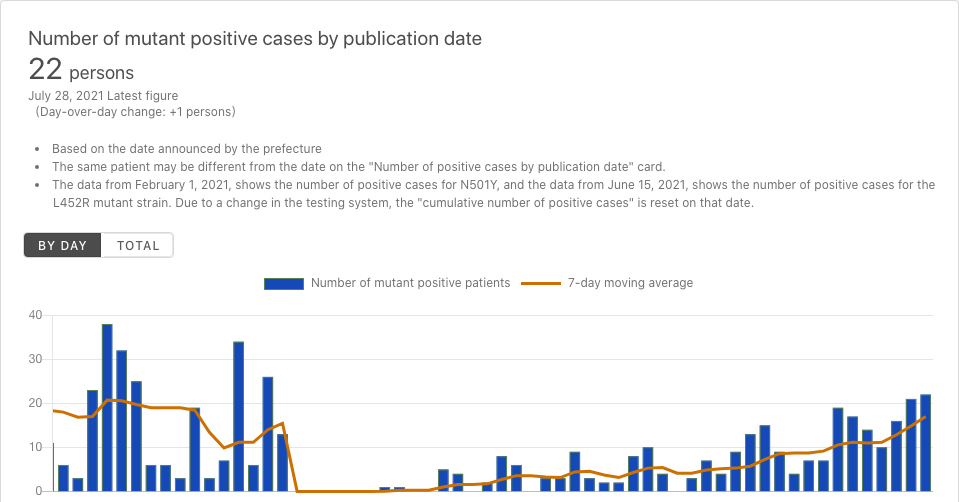 Number of mutant positive cases by publication date
22 persons
July 28, 2021 Latest figure
(Day-over-day change: +1 persons)
• Based on the date announced by the prefecture
• The same patient may be different from the date on the "Number of positive cases by publication date" card.
• The data from February 1, 2021, shows the number of positive cases for N501Y, and the data from June 15, 2021, shows the number of positive cases for the
L452R mutant strain. Due to a change in the testing system, the "cumulative number of positive cases" is reset on that date.
BY DAY TOTAL
Number of mutant positive patients 7-day moving average
40
30
20
10
0